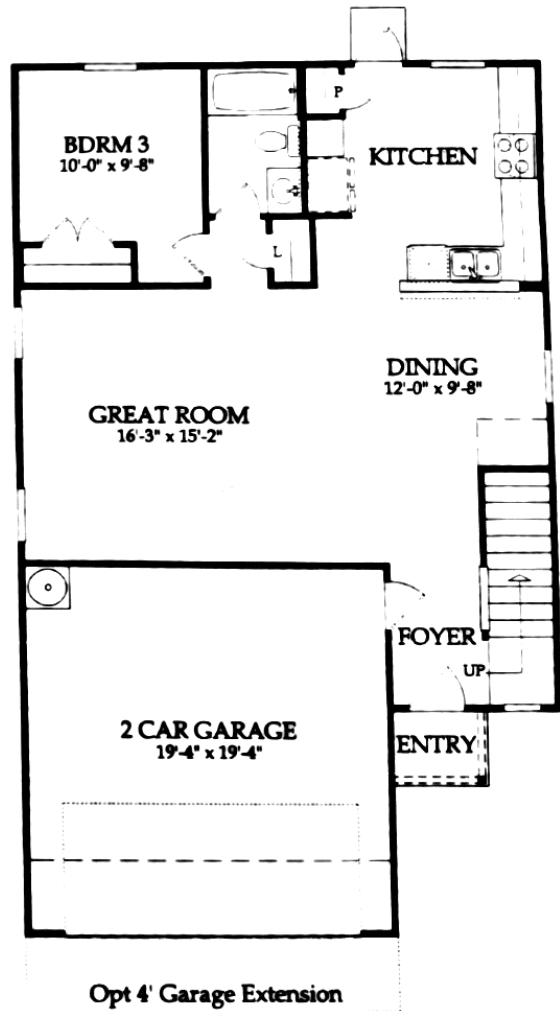 BDRM 3
10'-0" x 9'-8"
P
KITCHEN
L
DINING
12'-0" x 9'-8"
GREAT ROOM
16'-3" x 15'-2"
FOYER
UP
2 CAR GARAGE
19'-4" x 19'-4"
ENTRY
Opt 4' Garage Extension